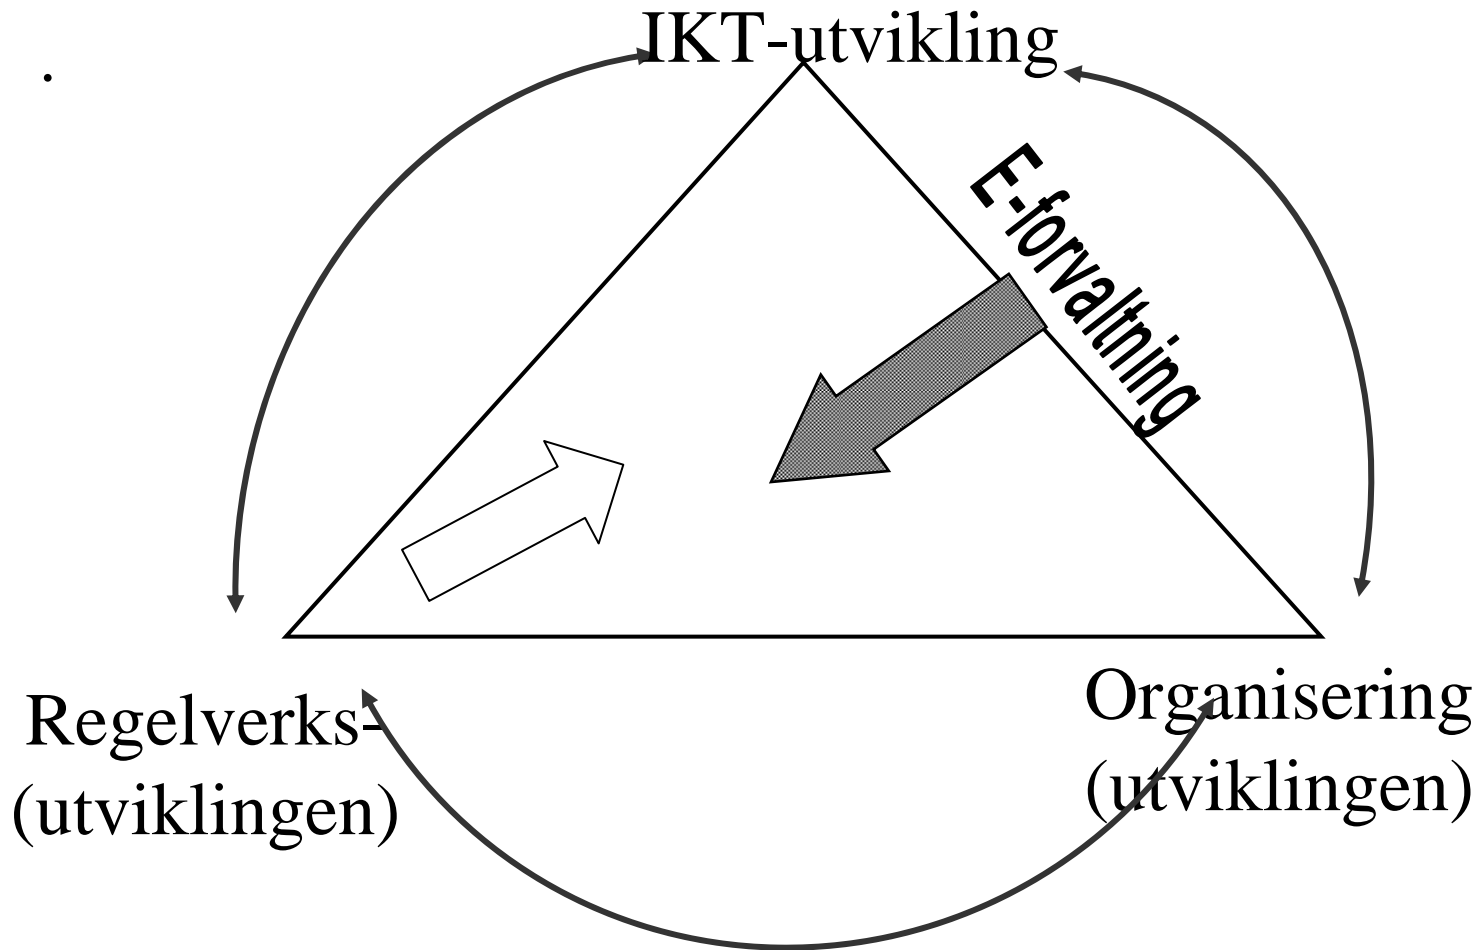 IKT-utvikling
.
E-forvaltning
Regelverks-
(utviklingen)
Organisering
(utviklingen)